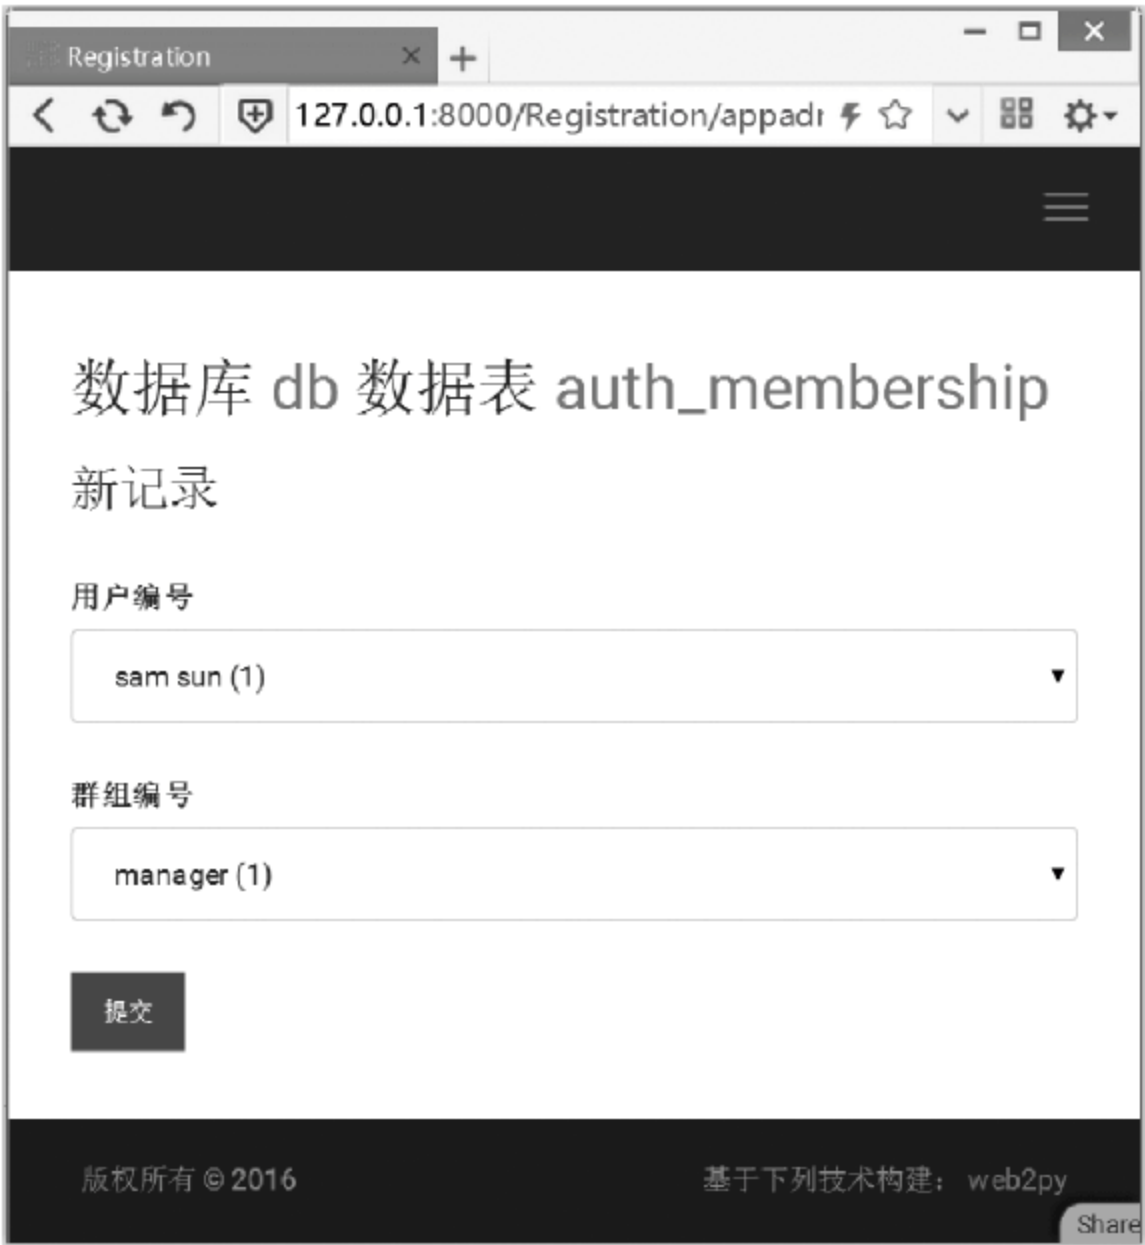 Registration
127.0.0.1:8000/Registration/appadr
数据库 db 数据表 auth_membership
新记录
用户编号
sam sun (1)
群组编号
manager (1)
提交
版权所有 © 2016 基于下列技术构建： web2py
Share